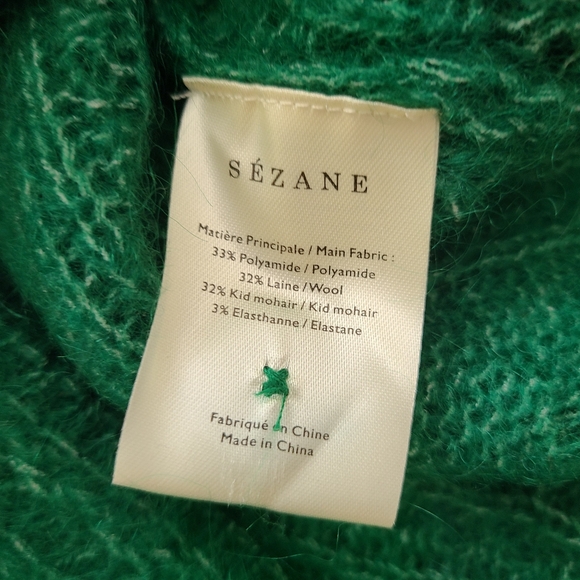 SÉZANE
Matière Principale / Main Fabric :
33% Polyamide / Polyamide
32% Laine / Wool
32% Kid mohair / Kid mohair
3% Elasthanne / Elastane
Fabriqué en Chine
Made in China